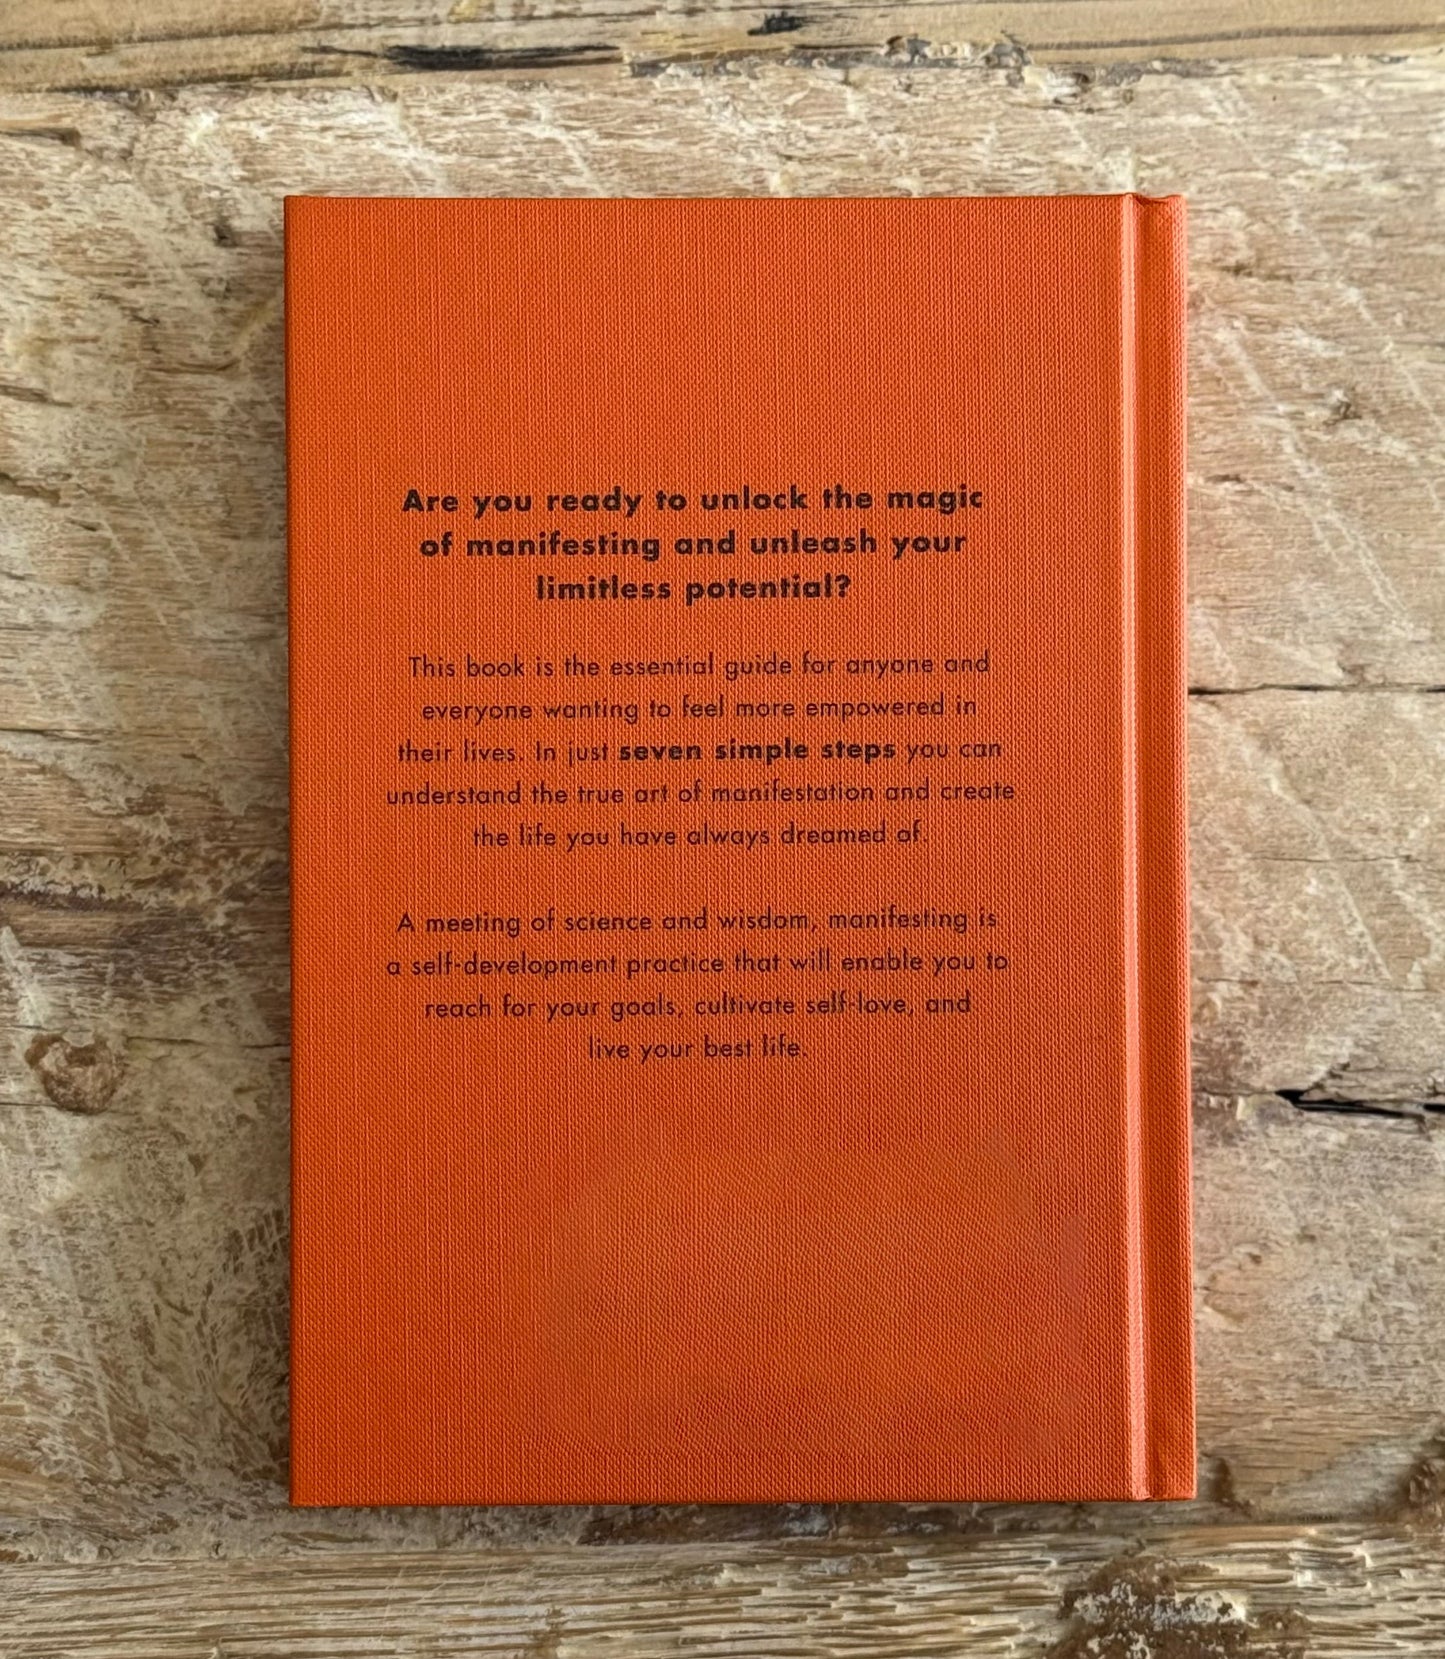 Are you ready to unlock the magic
of manifesting and unleash your
limitless potential?
This book is the essential guide for anyone and
everyone wanting to feel more empowered in
their lives. In just seven simple steps you can
understand the true art of manifestation and create
the life you have always dreamed of.
A meeting of science and wisdom, manifesting is
a self-development practice that will enable you to
reach for your goals, cultivate self-love, and
live your best life.